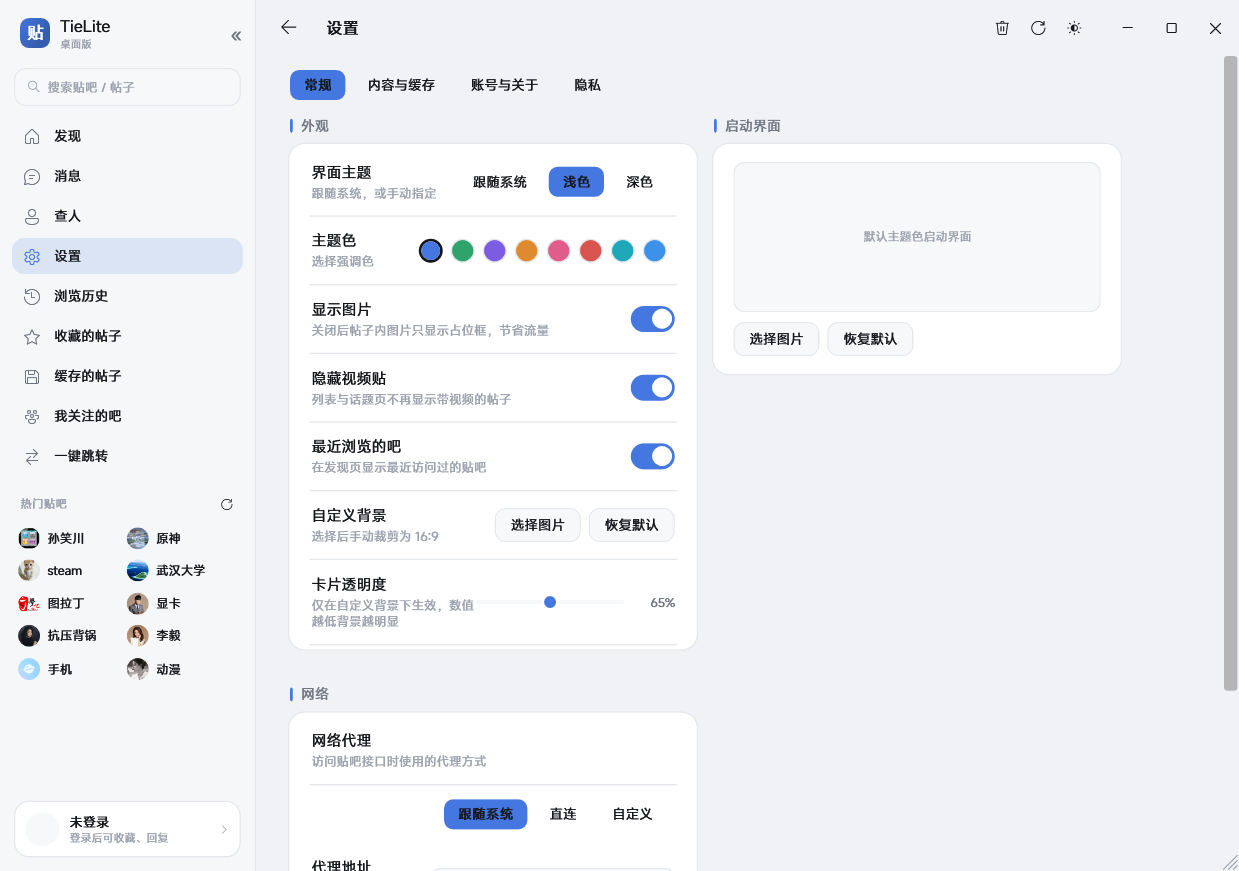 贴
TieLite
桌面版
«
搜索贴吧 / 帖子
发现
消息
查人
设置
浏览历史
收藏的帖子
缓存的帖子
我关注的吧
一键跳转
热门贴吧
孙笑川
原神
steam
武汉大学
图拉丁
显卡
抗压背锅
李毅
手机
动漫
未登录
登录后可收藏、回复
设置
常规
内容与缓存
账号与关于
隐私
外观
界面主题
跟随系统，或手动指定
跟随系统
浅色
深色
主题色
选择强调色
显示图片
关闭后帖子内图片只显示占位框，节省流量
隐藏视频贴
列表与话题页不再显示带视频的帖子
最近浏览的吧
在发现页显示最近访问过的贴吧
自定义背景
选择后手动裁剪为 16:9
选择图片
恢复默认
卡片透明度
仅在自定义背景下生效，数值
越低背景越明显
65%
启动界面
默认主题色启动界面
选择图片
恢复默认
网络
网络代理
访问贴吧接口时使用的代理方式
跟随系统
直连
自定义
代理地址